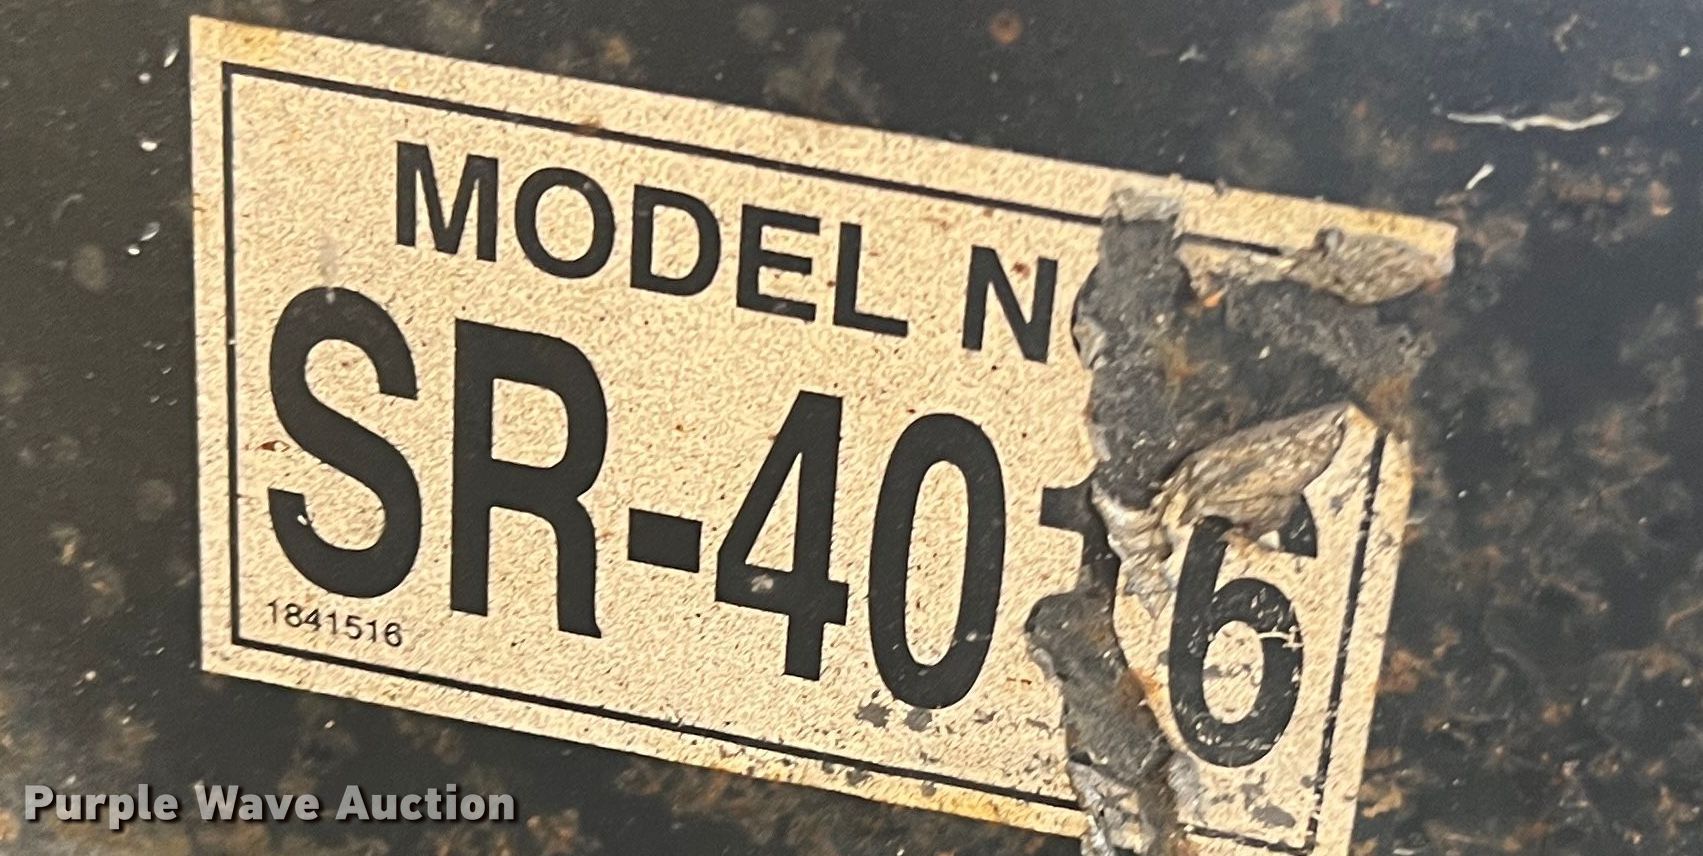 MODEL N
SR-40 6
1841516
Purple Wave Auction